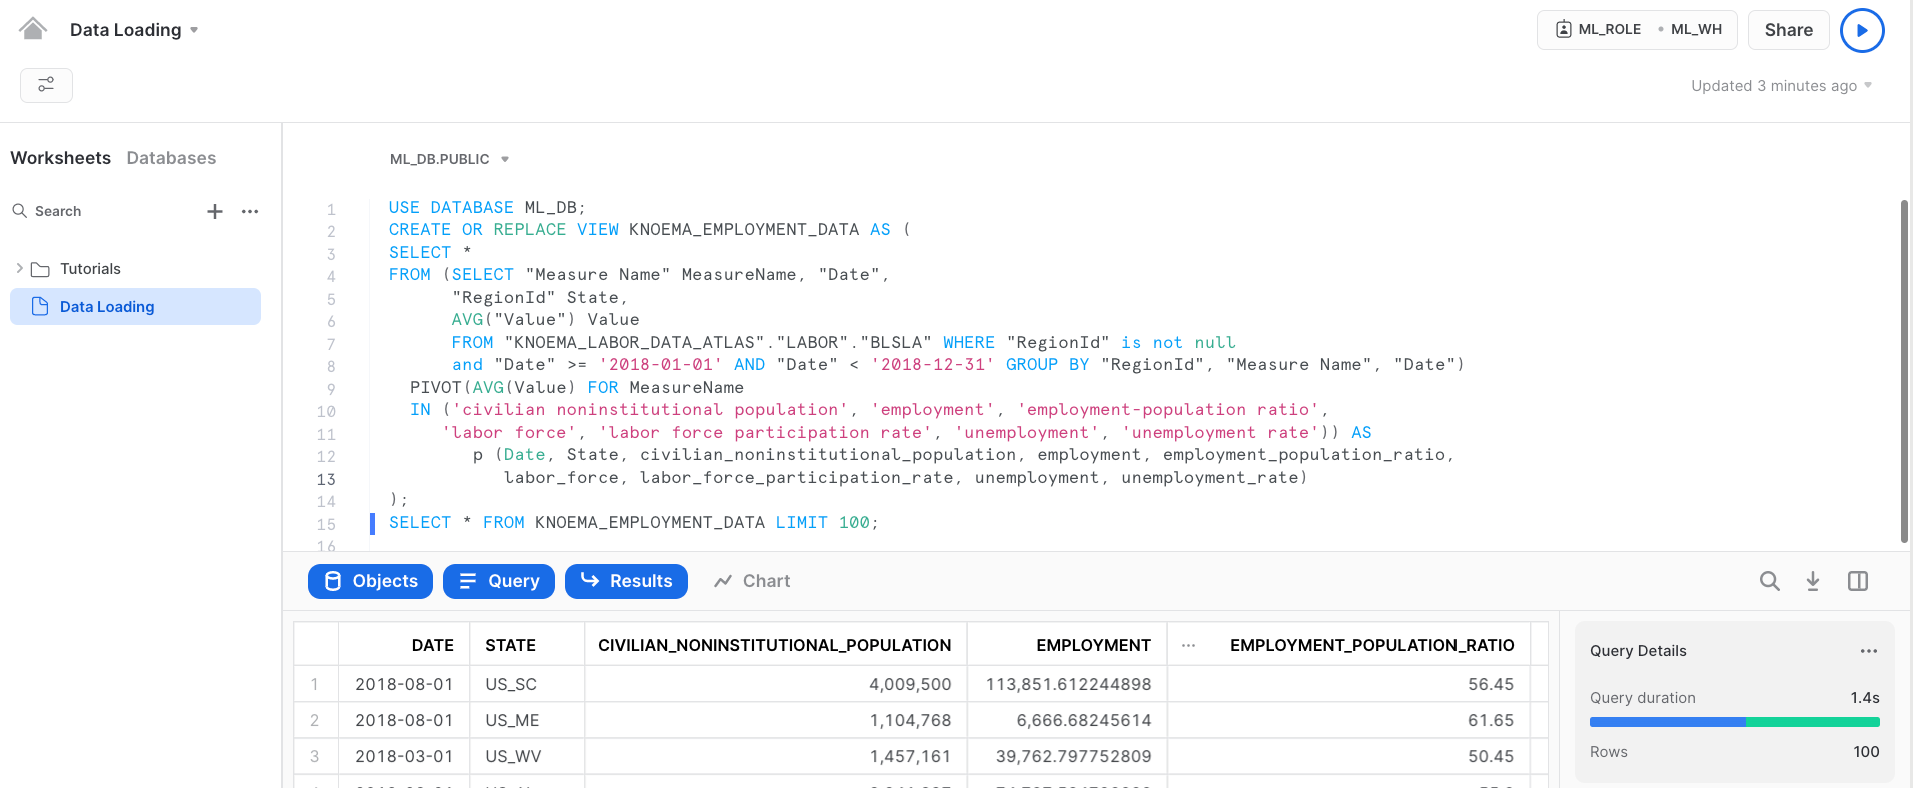 Data Loading
ML_ROLE • ML_WH
Share
Updated 3 minutes ago
Worksheets Databases
Search
Tutorials
Data Loading
ML_DB.PUBLIC
1 USE DATABASE ML_DB;
2 CREATE OR REPLACE VIEW KNOEMA_EMPLOYMENT_DATA AS (
3 SELECT *
4 FROM (SELECT "Measure Name" MeasureName, "Date",
5 "RegionId" State,
6 AVG("Value") Value
7 FROM "KNOEMA_LABOR_DATA_ATLAS"."LABOR"."BLSLA" WHERE "RegionId" is not null
8 and "Date" >= '2018-01-01' AND "Date" < '2018-12-31' GROUP BY "RegionId", "Measure Name", "Date")
9 PIVOT(AVG(Value) FOR MeasureName
10 IN ('civilian noninstitutional population', 'employment', 'employment-population ratio',
11 'labor force', 'labor force participation rate', 'unemployment', 'unemployment rate')) AS
12 p (Date, State, civilian_noninstitutional_population, employment, employment_population_ratio,
13 labor_force, labor_force_participation_rate, unemployment, unemployment_rate)
14 );
15 SELECT * FROM KNOEMA_EMPLOYMENT_DATA LIMIT 100;
16
Objects Query Results Chart
DATE STATE CIVILIAN_NONINSTITUTIONAL_POPULATION EMPLOYMENT ... EMPLOYMENT_POPULATION_RATIO
1 2018-08-01 US_SC 4,009,500 113,851.612244898 56.45
2 2018-08-01 US_ME 1,104,768 6,666.68245614 61.65
3 2018-03-01 US_WV 1,457,161 39,762.797752809 50.45
Query Details
Query duration 1.4s
Rows 100